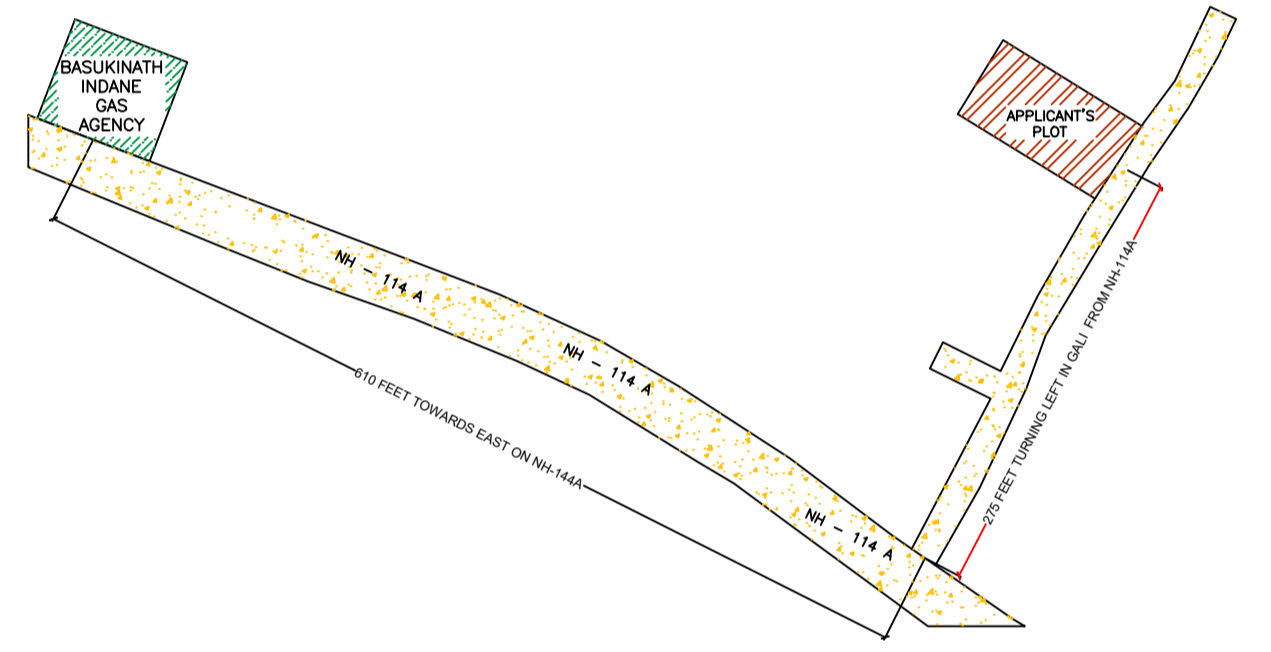 BASUKINATH
INDANE
GAS
AGENCY
APPLICANT'S
PLOT
NH - 114 A
NH - 114 A
NH - 114 A
610 FEET TOWARDS EAST ON NH-144A
275 FEET TURNING LEFT IN GALI FROM NH-114A